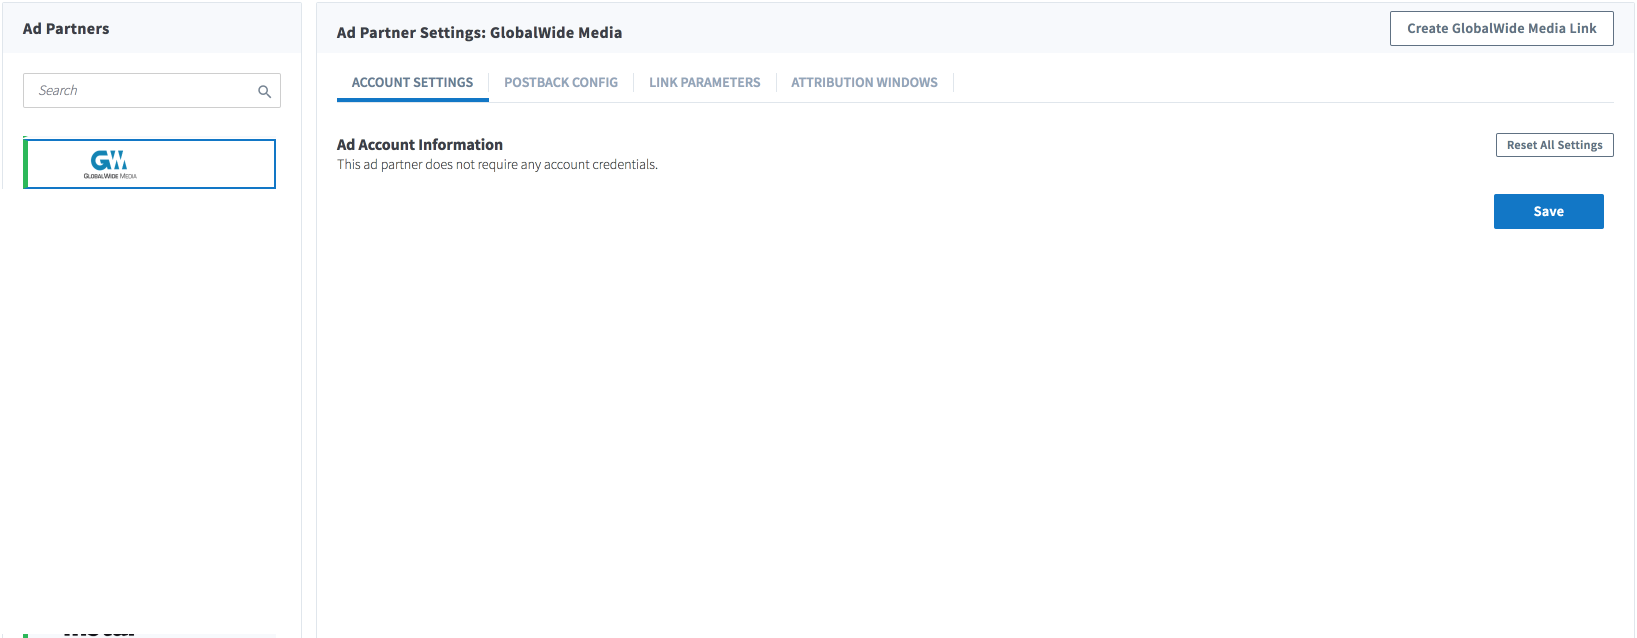 Ad Partners
Search
GW
GLOBALWIDE MEDIA
Ad Partner Settings: GlobalWide Media
Create GlobalWide Media Link
ACCOUNT SETTINGS
POSTBACK CONFIG
LINK PARAMETERS
ATTRIBUTION WINDOWS
Ad Account Information
Reset All Settings
This ad partner does not require any account credentials.
Save